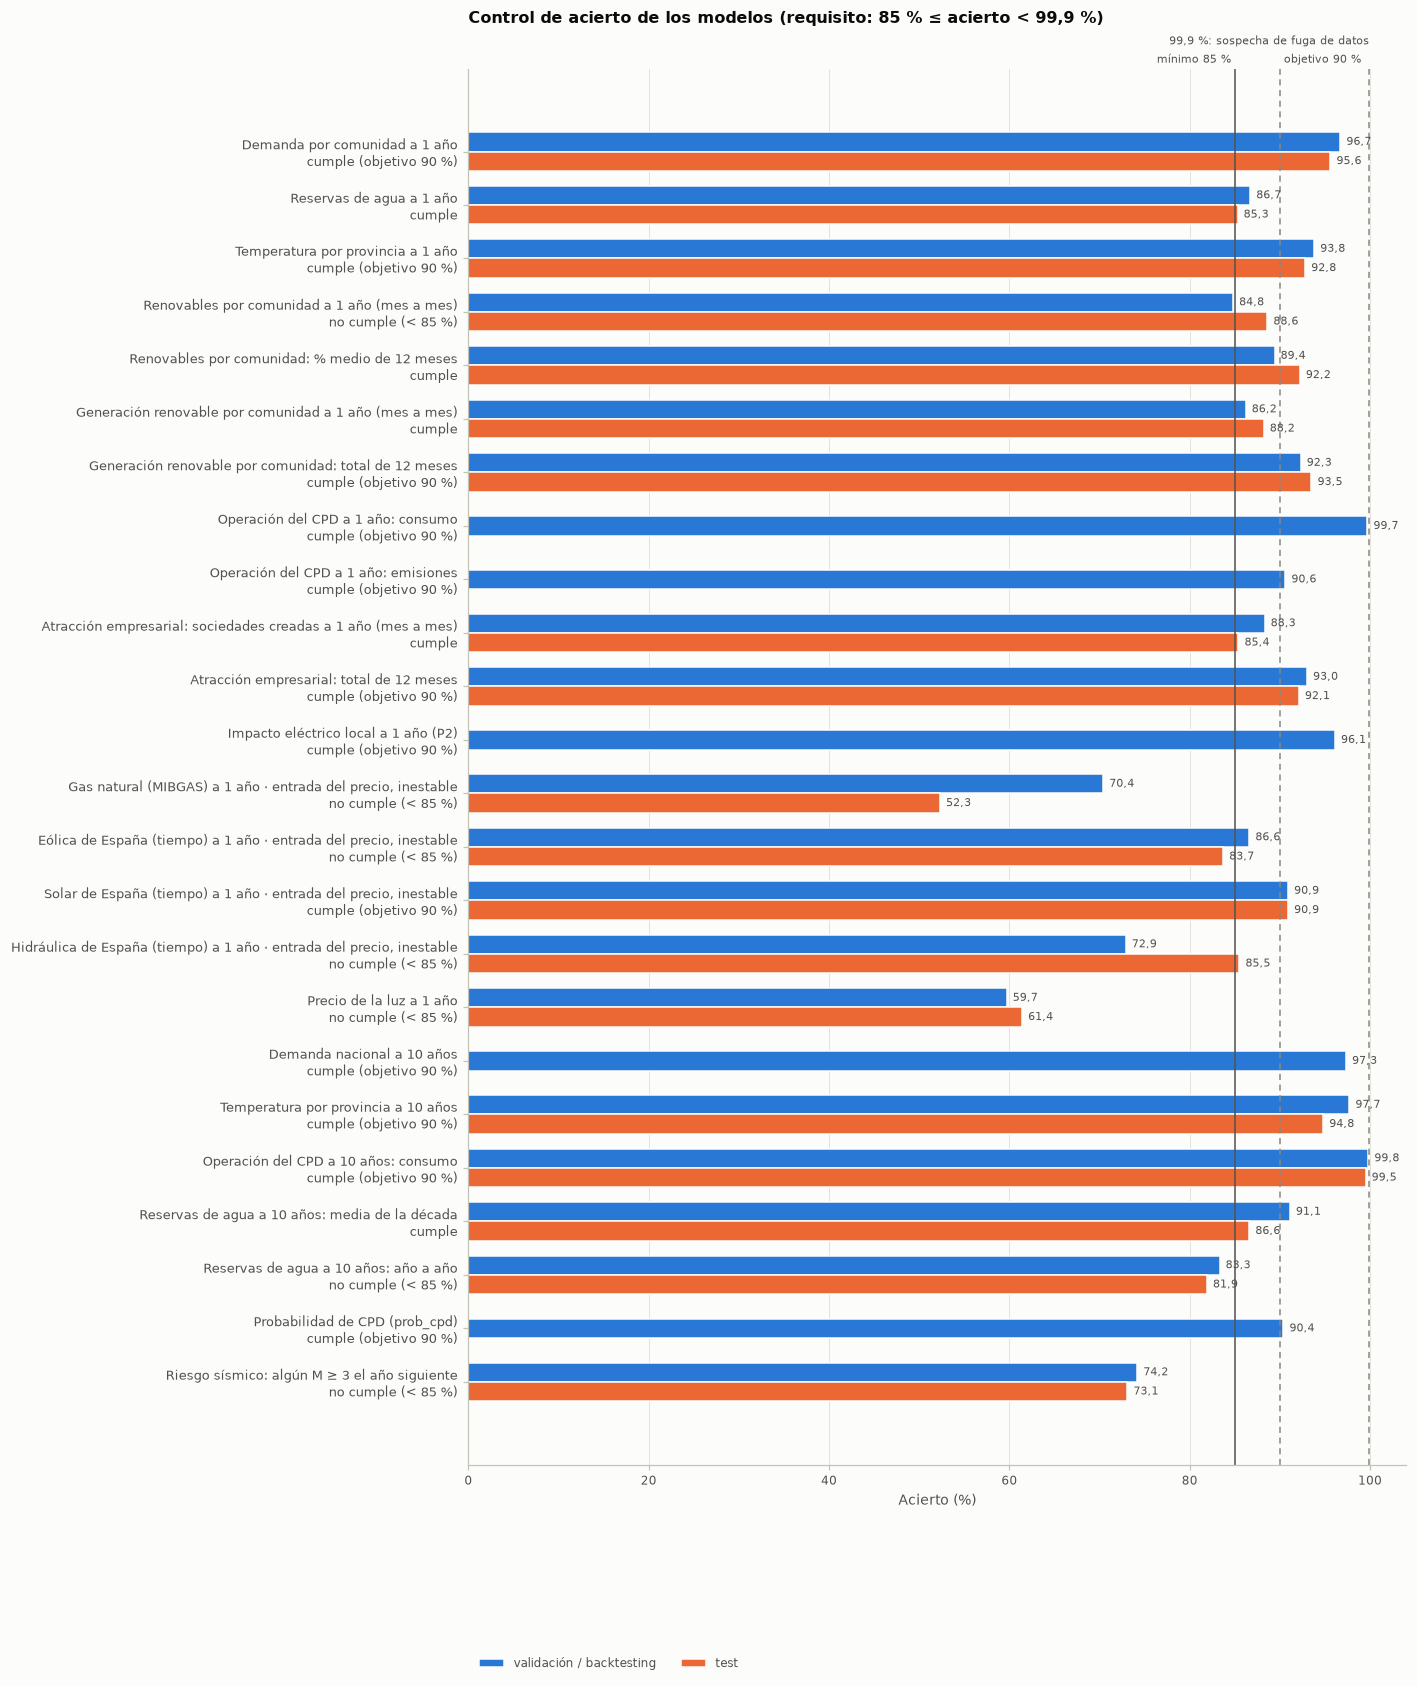 Control de acierto de los modelos (requisito: 85 % ≤ acierto < 99,9 %)
99,9 %: sospecha de fuga de datos
mínimo 85 %
objetivo 90 %
Demanda por comunidad a 1 año
cumple (objetivo 90 %)
96,7
95,6
Reservas de agua a 1 año
cumple
86,7
85,3
Temperatura por provincia a 1 año
cumple (objetivo 90 %)
93,8
92,8
Renovables por comunidad a 1 año (mes a mes)
no cumple (< 85 %)
84,8
88,6
Renovables por comunidad: % medio de 12 meses
cumple
89,4
92,2
Generación renovable por comunidad a 1 año (mes a mes)
cumple
86,2
88,2
Generación renovable por comunidad: total de 12 meses
cumple (objetivo 90 %)
92,3
93,5
Operación del CPD a 1 año: consumo
cumple (objetivo 90 %)
99,7
Operación del CPD a 1 año: emisiones
cumple (objetivo 90 %)
90,6
Atracción empresarial: sociedades creadas a 1 año (mes a mes)
cumple
88,3
85,4
Atracción empresarial: total de 12 meses
cumple (objetivo 90 %)
93,0
92,1
Impacto eléctrico local a 1 año (P2)
cumple (objetivo 90 %)
96,1
Gas natural (MIBGAS) a 1 año · entrada del precio, inestable
no cumple (< 85 %)
70,4
52,3
Eólica de España (tiempo) a 1 año · entrada del precio, inestable
no cumple (< 85 %)
86,6
83,7
Solar de España (tiempo) a 1 año · entrada del precio, inestable
cumple (objetivo 90 %)
90,9
90,9
Hidráulica de España (tiempo) a 1 año · entrada del precio, inestable
no cumple (< 85 %)
72,9
85,5
Precio de la luz a 1 año
no cumple (< 85 %)
59,7
61,4
Demanda nacional a 10 años
cumple (objetivo 90 %)
97,3
Temperatura por provincia a 10 años
cumple (objetivo 90 %)
97,7
94,8
Operación del CPD a 10 años: consumo
cumple (objetivo 90 %)
99,8
99,5
Reservas de agua a 10 años: media de la década
cumple
91,1
86,6
Reservas de agua a 10 años: año a año
no cumple (< 85 %)
83,3
81,9
Probabilidad de CPD (prob_cpd)
cumple (objetivo 90 %)
90,4
Riesgo sísmico: algún M ≥ 3 el año siguiente
no cumple (< 85 %)
74,2
73,1
0 20 40 60 80 100
Acierto (%)
validación / backtesting
test